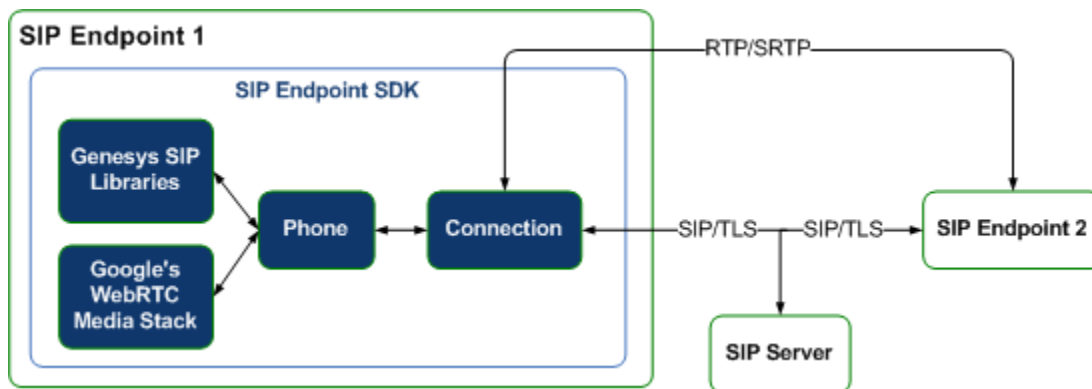 SIP Endpoint 1
RTP/SRTP
SIP Endpoint SDK
Genesys SIP
Libraries
Phone
Connection
SIP/TLS
SIP/TLS
SIP Endpoint 2
Google's
WebRTC
Media Stack
SIP Server